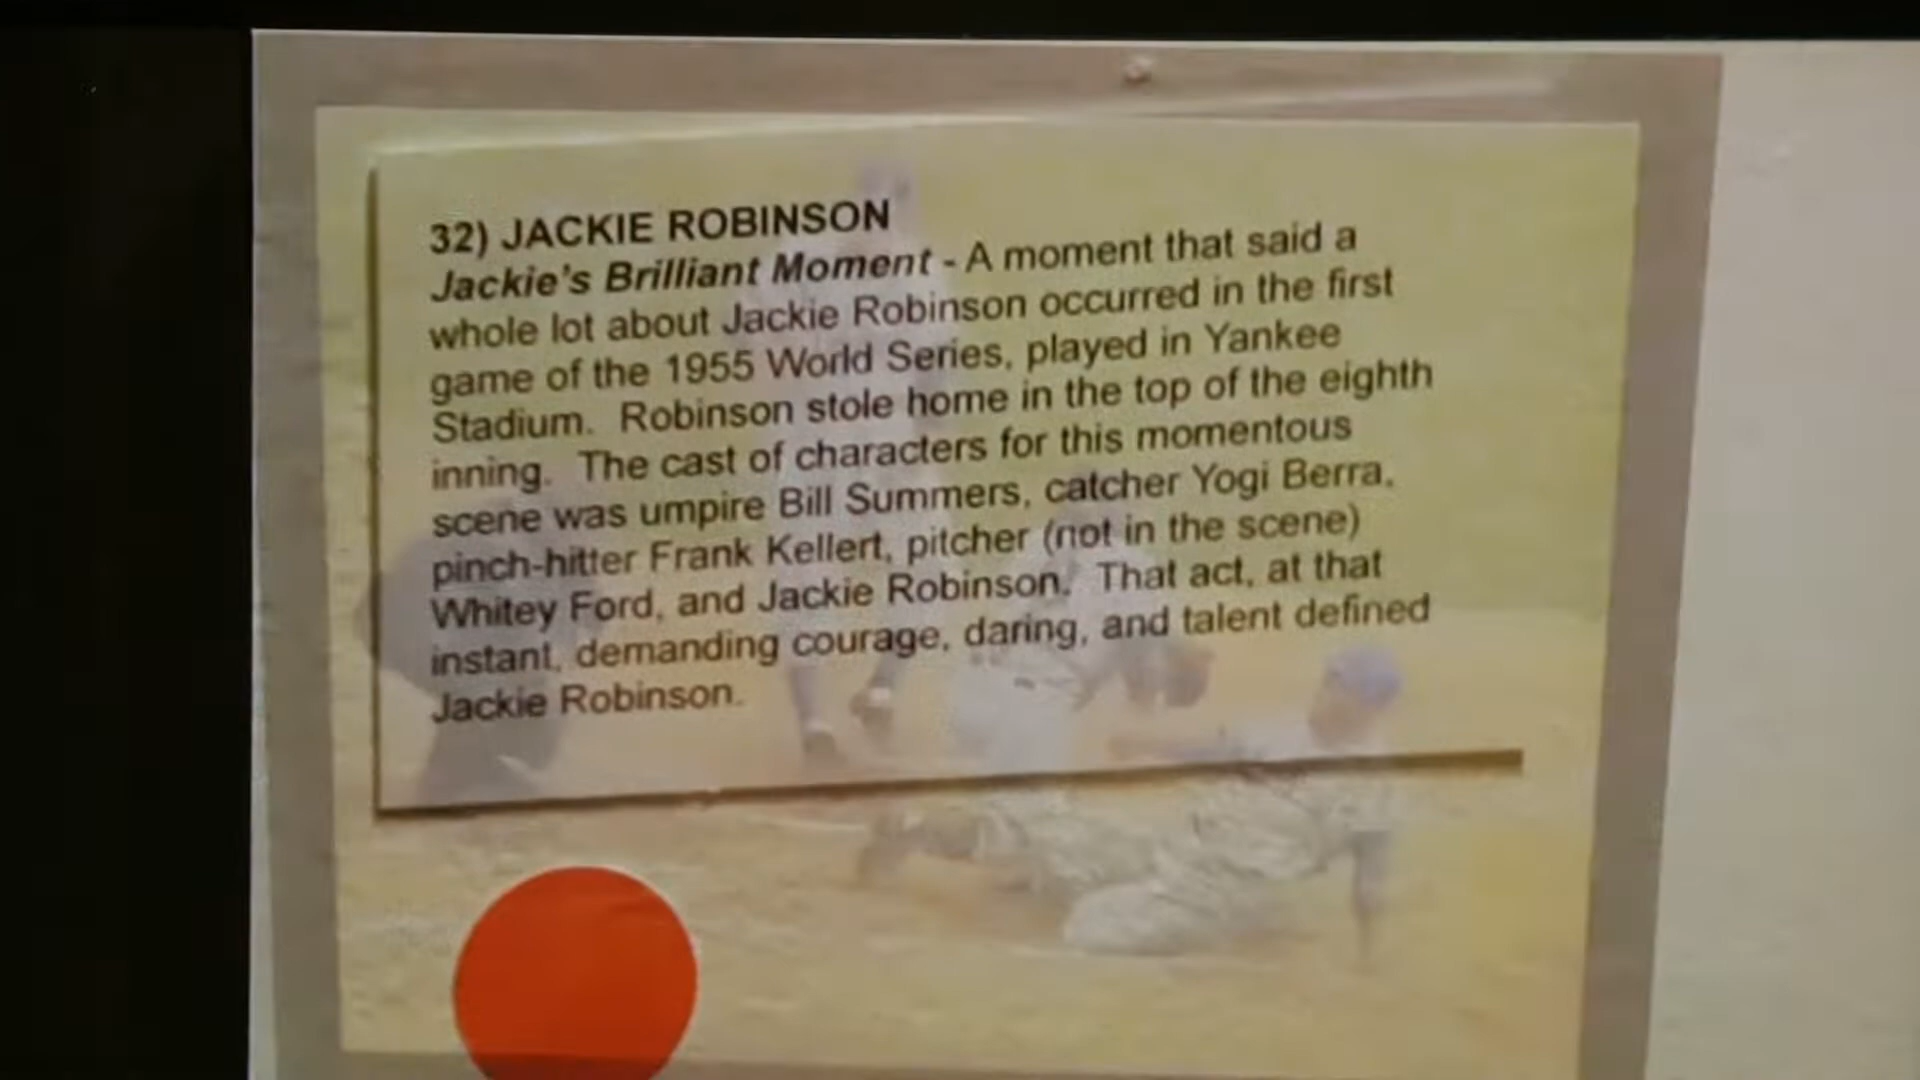 32) JACKIE ROBINSON
Jackie's Brilliant Moment - A moment that said a
whole lot about Jackie Robinson occurred in the first
game of the 1955 World Series, played in Yankee
Stadium. Robinson stole home in the top of the eighth
inning. The cast of characters for this momentous
scene was umpire Bill Summers, catcher Yogi Berra,
pinch-hitter Frank Kellert, pitcher (not in the scene)
Whitey Ford, and Jackie Robinson. That act, at that
instant, demanding courage, daring, and talent defined
Jackie Robinson.